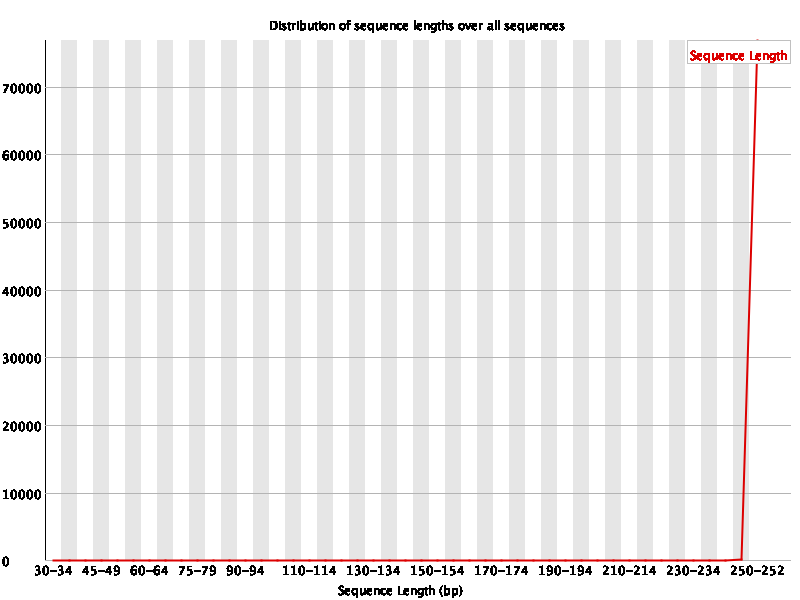 Distribution of sequence lengths over all sequences
Sequence Length
70000
60000
50000
40000
30000
20000
10000
0
30–34 45–49 60–64 75–79 90–94 110–114 130–134 150–154 170–174 190–194 210–214 230–234 250–252
Sequence Length (bp)